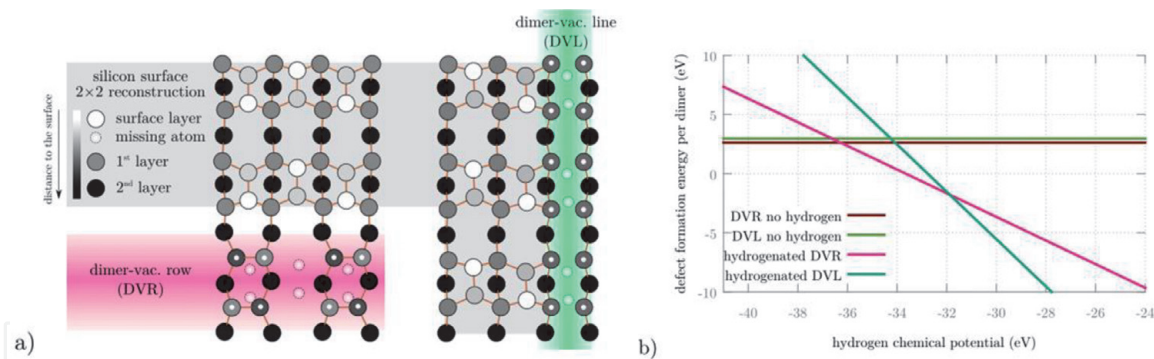 dimer-vac. line
(DVL)
silicon surface
2×2 reconstruction
surface layer
missing atom
1st layer
2nd layer
distance to the surface
dimer-vac. row
(DVR)
a)
10
5
0
-5
-10
defect formation energy per dimer (eV)
DVR no hydrogen
DVL no hydrogen
hydrogenated DVR
hydrogenated DVL
-40 -38 -36 -34 -32 -30 -28 -26 -24
hydrogen chemical potential (eV)
b)